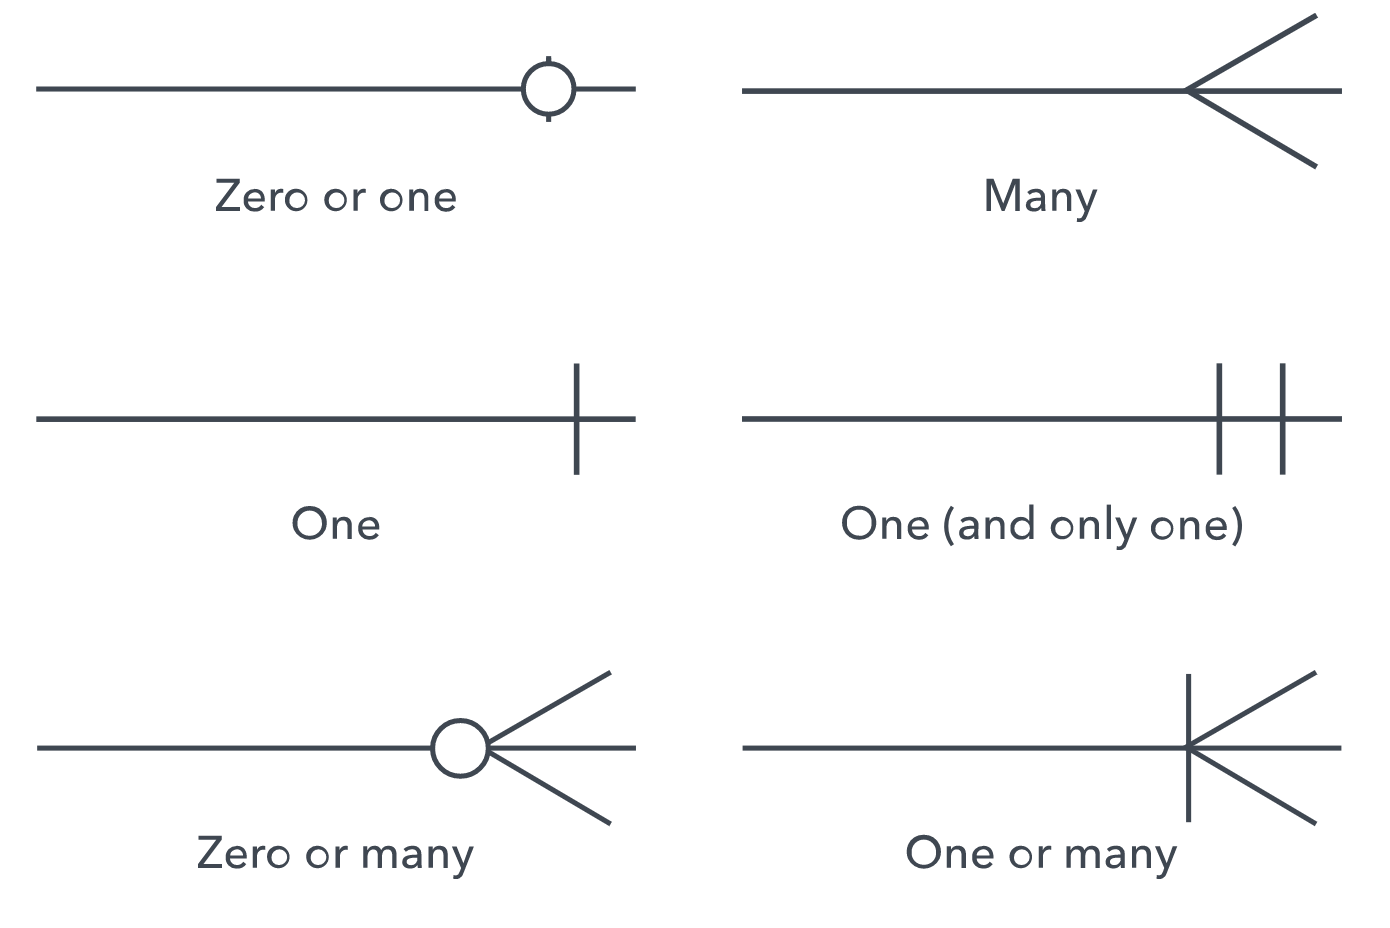 Zero or one
Many
One
One (and only one)
Zero or many
One or many